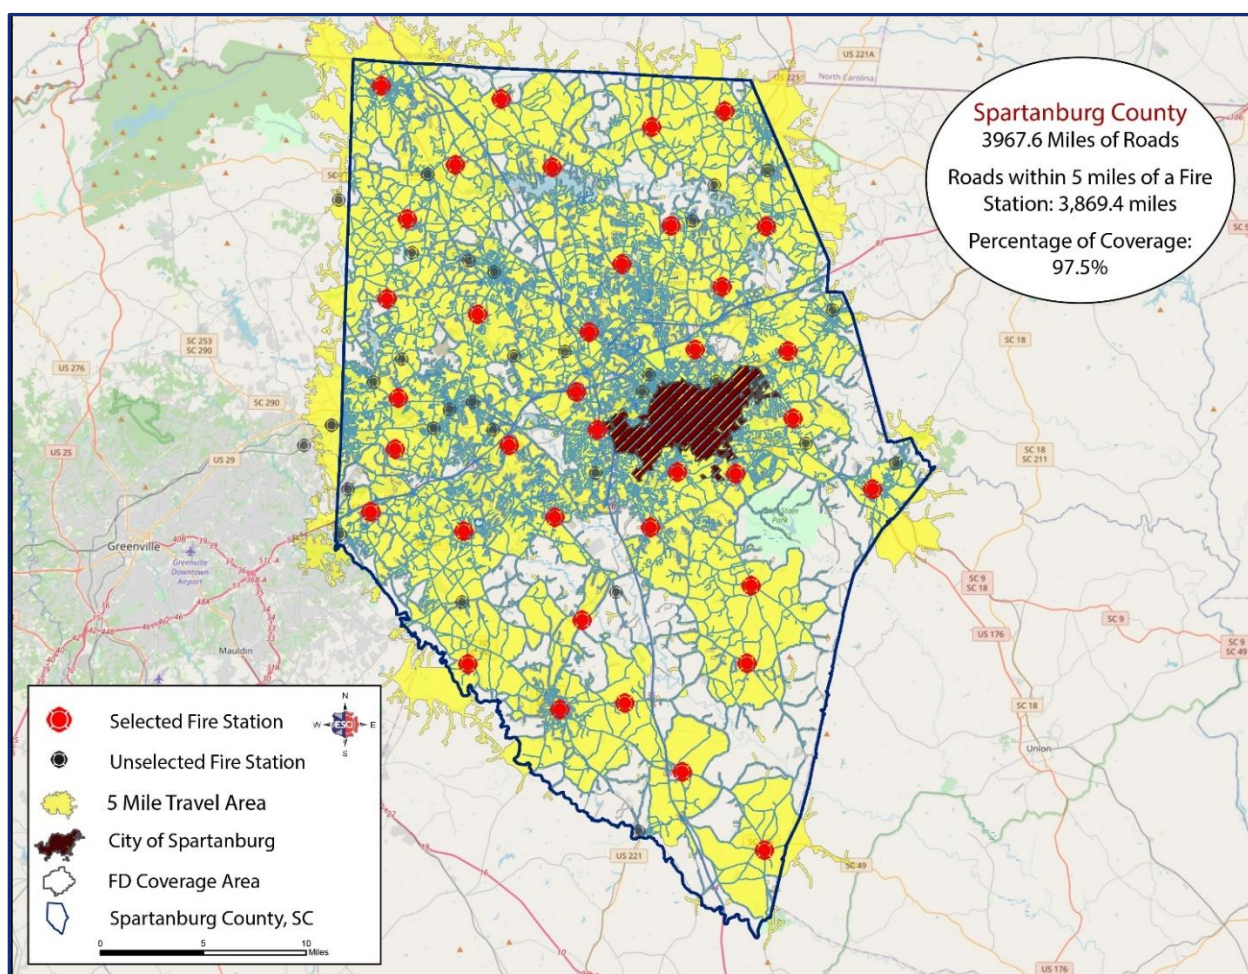 US 221A
US 221
North Carolina
106
Spartanburg County
3967.6 Miles of Roads
Roads within 5 miles of a Fire
Station: 3,869.4 miles
Percentage of Coverage:
97.5%
SC 253
SC 290
SC 18
US 276
SC 290
US 25
US 29
SC 18
SC 211
State
Park
Greenville
Greenville
Downtown
Airport
Mauldin
SC 9
SC 18
US 176
SC 9
SC 9
SC 49
SC 18
Union
US 176
SC 49
US 221
N
W
E
S
ESCI
Selected Fire Station
Unselected Fire Station
5 Mile Travel Area
City of Spartanburg
FD Coverage Area
Spartanburg County, SC
0
5
10
Miles